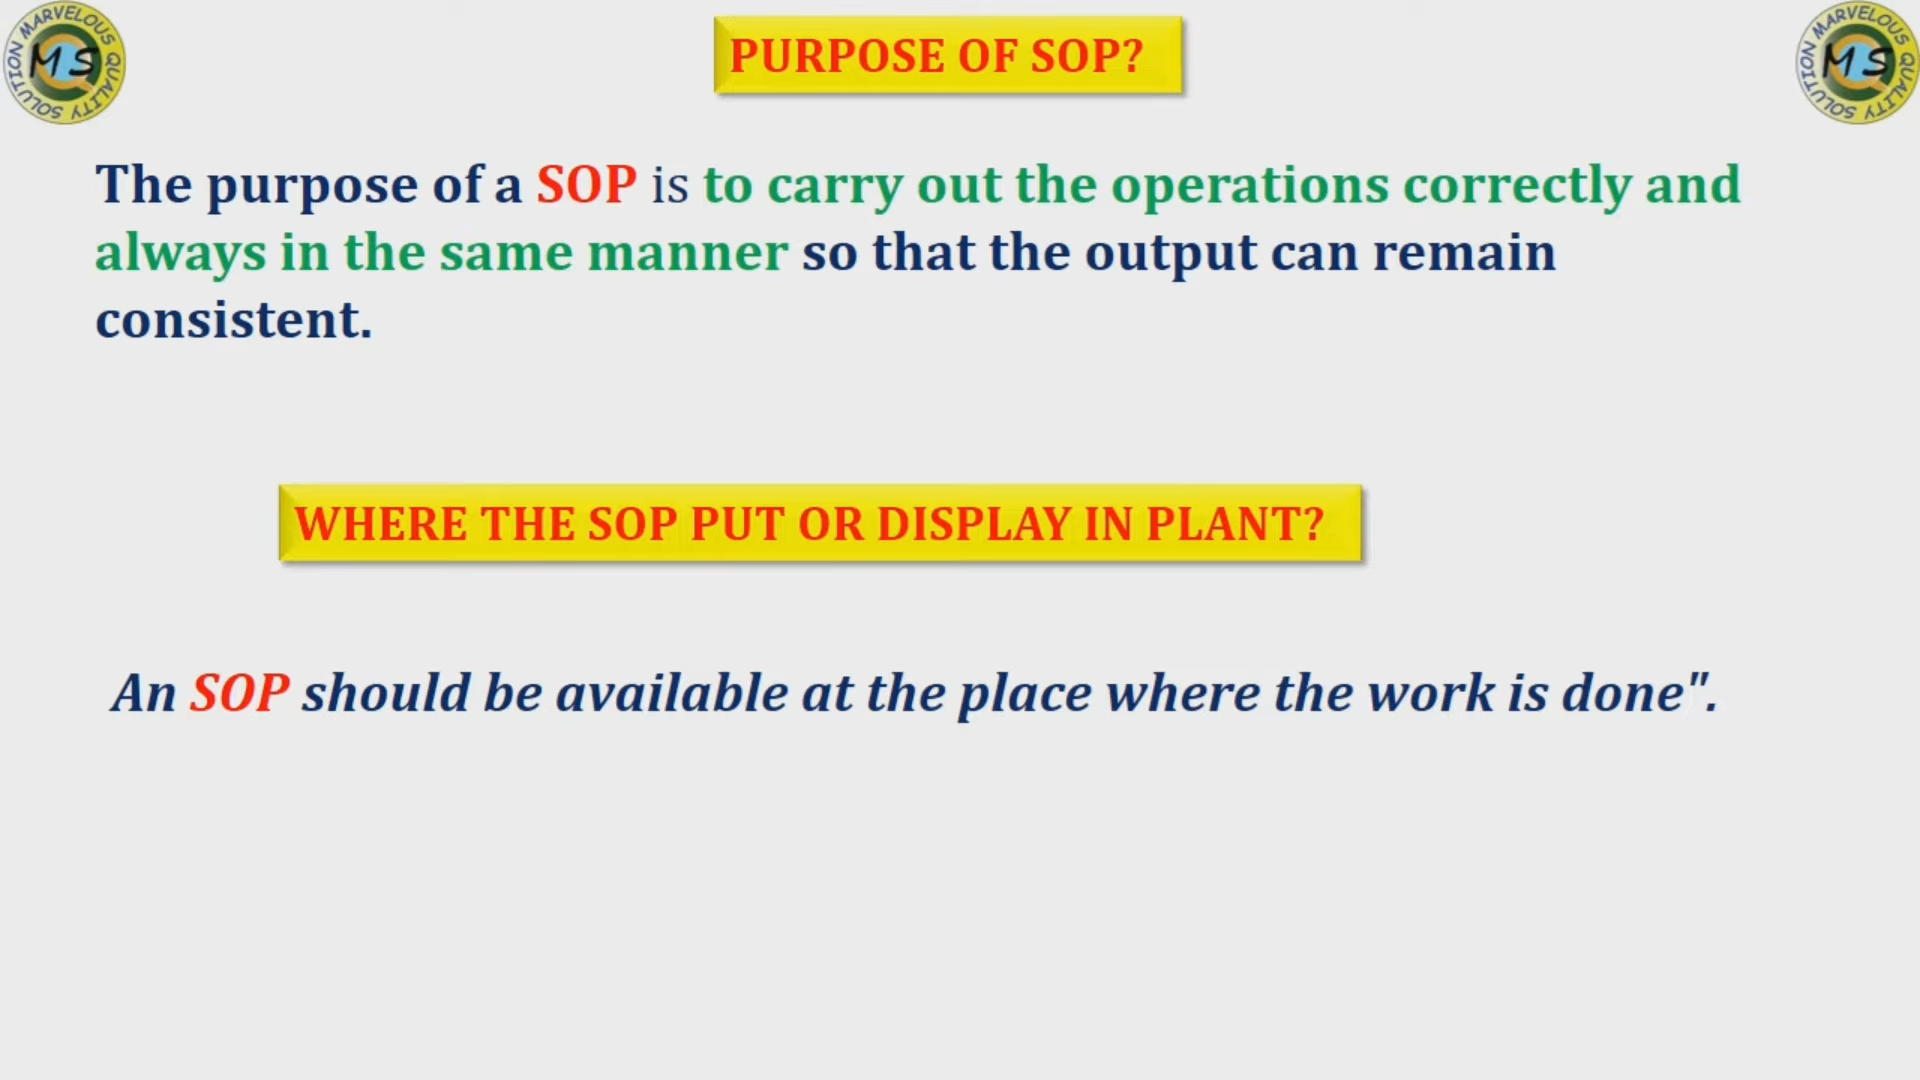 MARVELOUS QUALITY SOLUTION
MS
PURPOSE OF SOP?
MARVELOUS QUALITY SOLUTION
MS
The purpose of a SOP is to carry out the operations correctly and
always in the same manner so that the output can remain
consistent.
WHERE THE SOP PUT OR DISPLAY IN PLANT?
An SOP should be available at the place where the work is done".